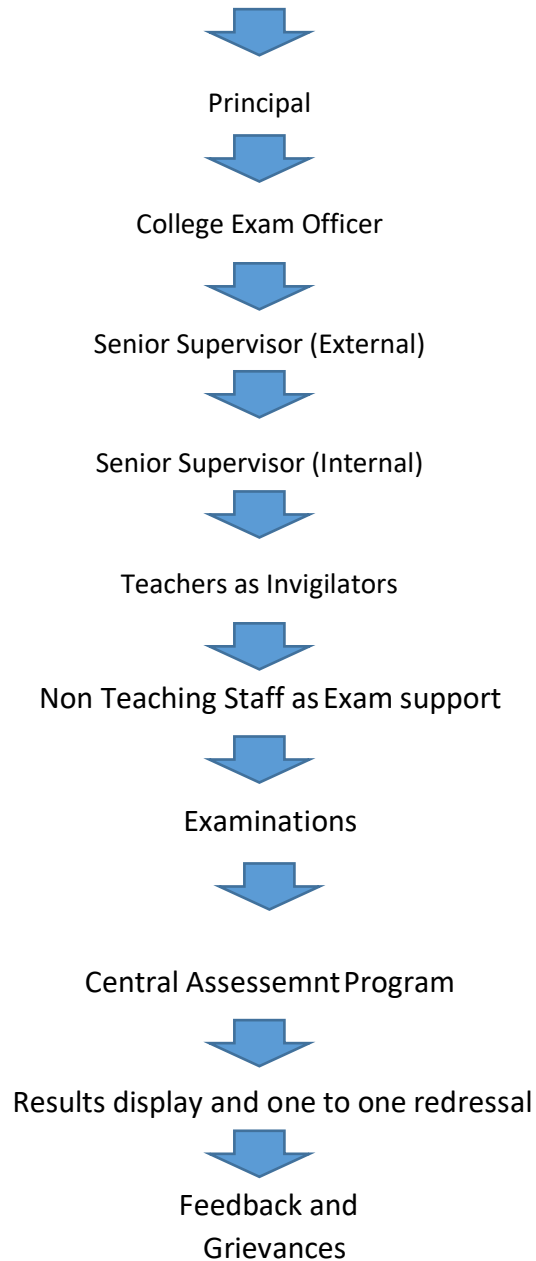 Principal
College Exam Officer
Senior Supervisor (External)
Senior Supervisor (Internal)
Teachers as Invigilators
Non Teaching Staff as Exam support
Examinations
Central Assessemnt Program
Results display and one to one redressal
Feedback and
Grievances